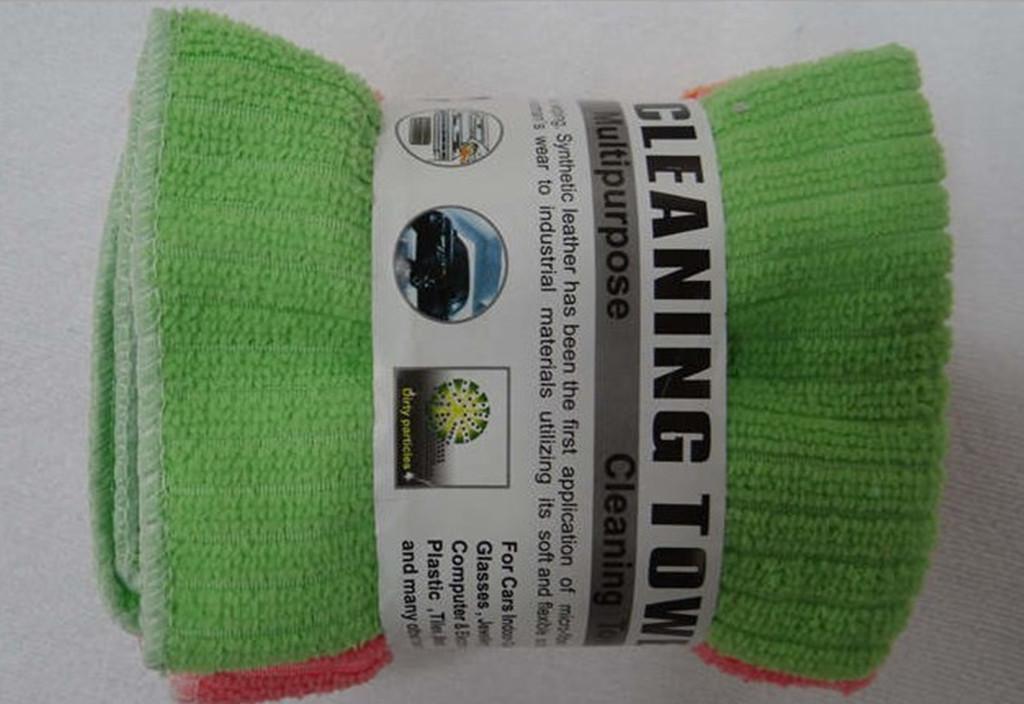 CLEANING
Multipurpose Cleaning
Synthetic leather has been the first application of
wear to industrial materials utilizing its soft and flexible
dirty particles
For Cars
Glasses,
Computer &
Plastic,
and many